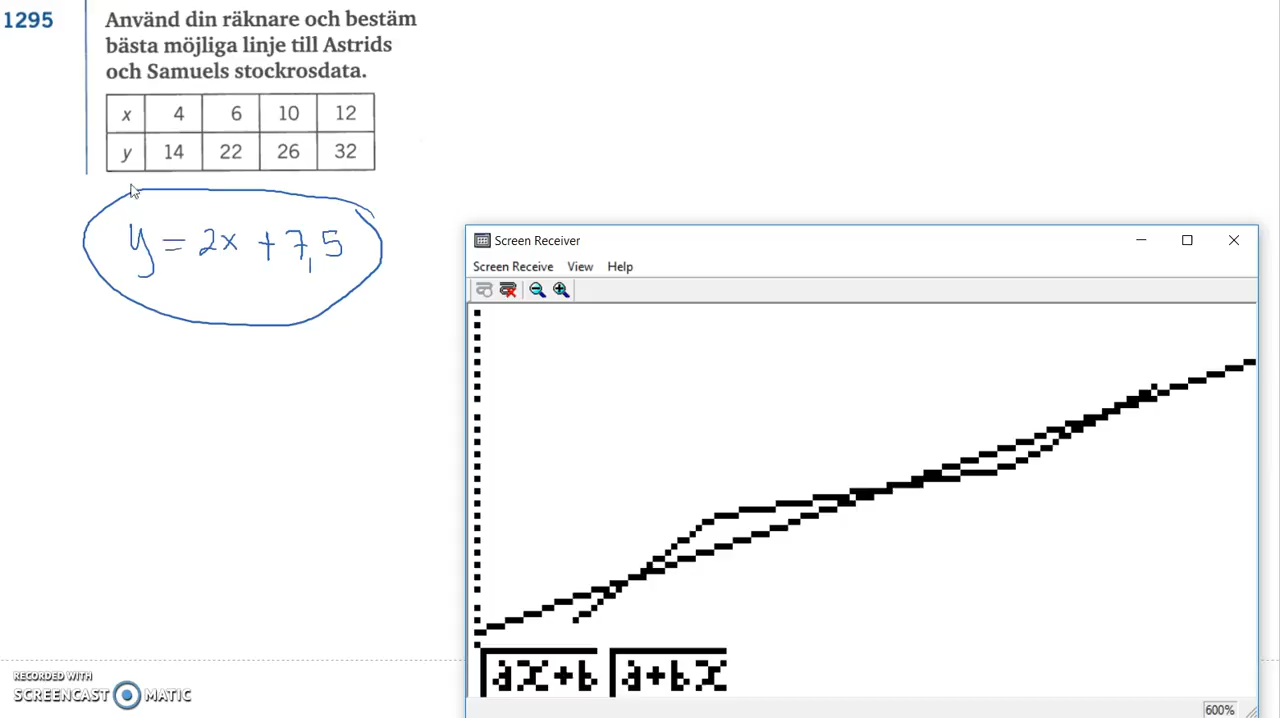 1295
Använd din räknare och bestäm
bästa möjliga linje till Astrids
och Samuels stockrosdata.
x 4 6 10 12
y 14 22 26 32
y = 2x + 7,5
Screen Receiver
Screen Receive View Help
aX+b a+bX
RECORDED WITH
SCREENCAST MATIC
600%